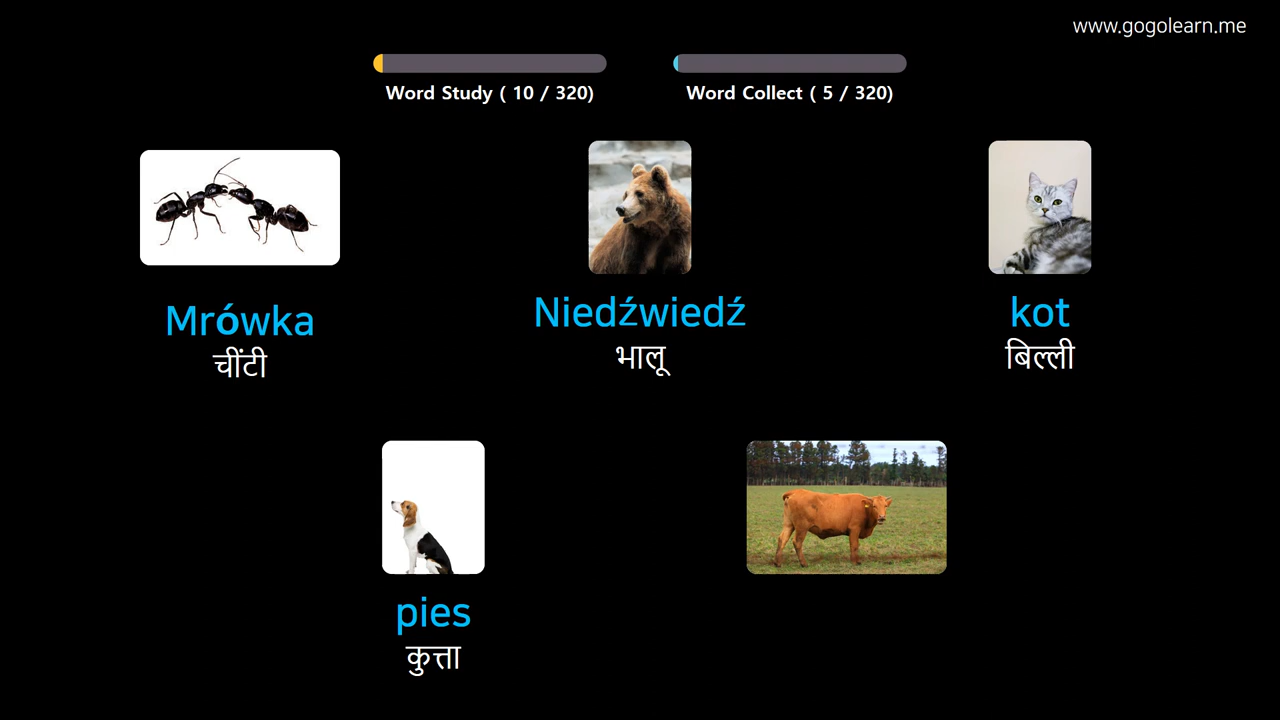 www.gogolearn.me
Word Study ( 10 / 320)
Word Collect ( 5 / 320)
Mrówka
चींटी
Niedźwiedź
भालू
kot
बिल्ली
pies
कुत्ता